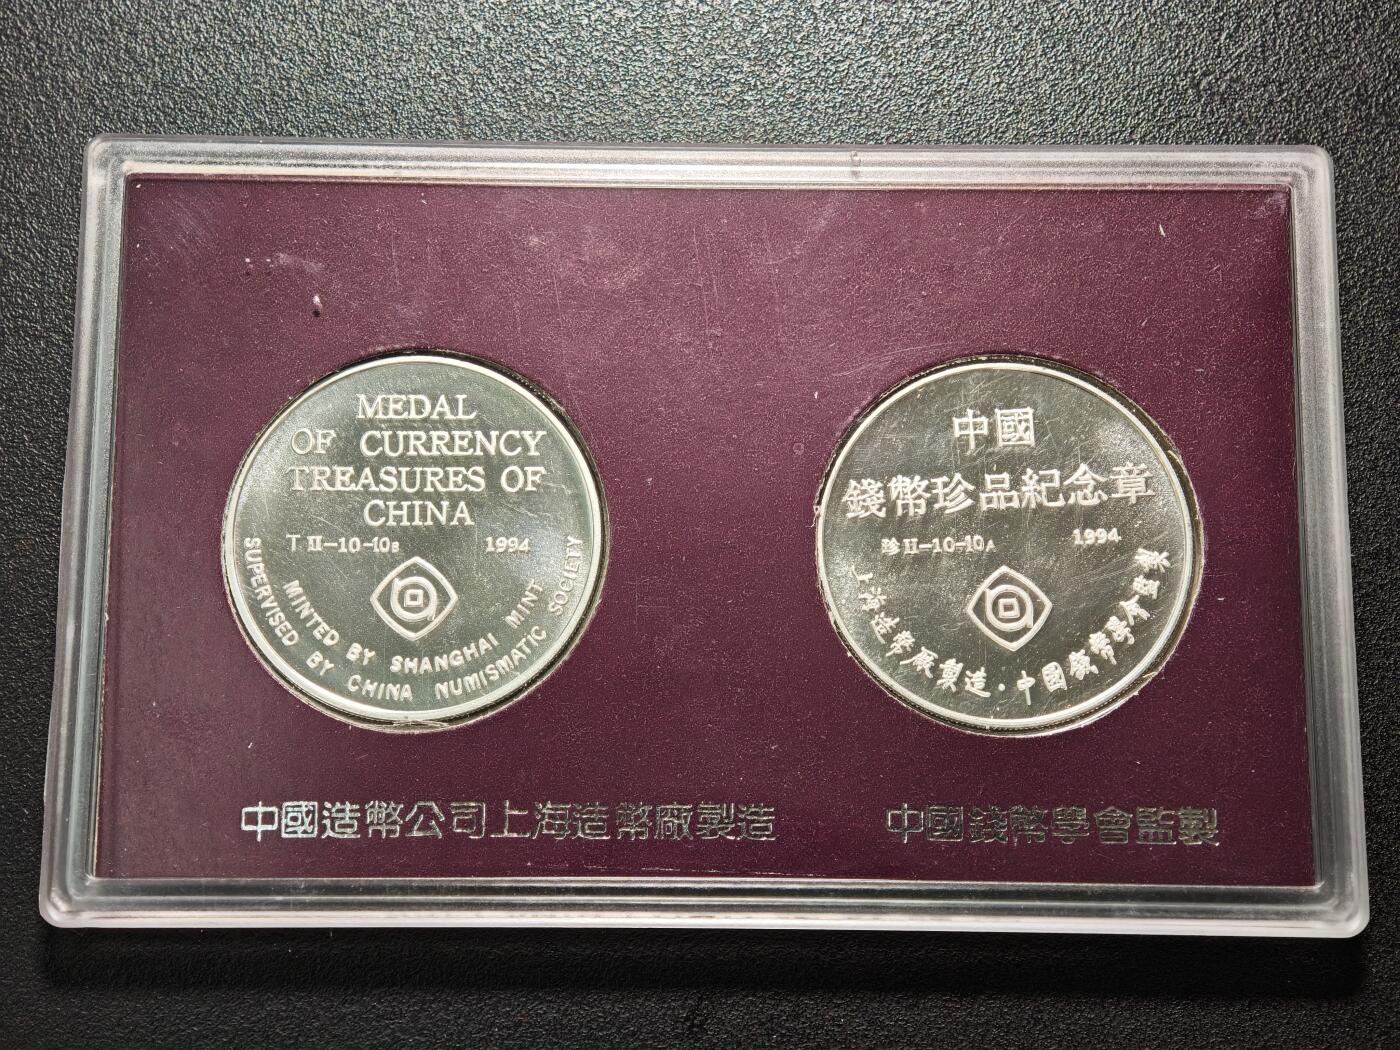 MEDAL
OF CURRENCY
TREASURES OF
CHINA
T II-10-10B 1994
MINTED BY SHANGHAI MINT
SUPERVISED BY CHINA NUMISMATIC SOCIETY
中國
錢幣珍品紀念章
珍II-10-10A 1994
上海造幣廠製造·中國錢幣學會監製
中國造幣公司上海造幣廠製造
中國錢幣學會監製